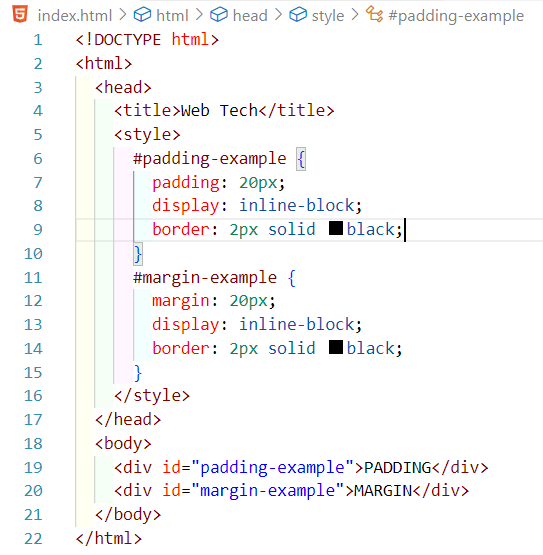 index.html > html > head > style > #padding-example
1 <!DOCTYPE html>
2 <html>
3   <head>
4     <title>Web Tech</title>
5     <style>
6       #padding-example {
7         padding: 20px;
8         display: inline-block;
9         border: 2px solid black;
10       }
11       #margin-example {
12         margin: 20px;
13         display: inline-block;
14         border: 2px solid black;
15       }
16     </style>
17   </head>
18   <body>
19     <div id="padding-example">PADDING</div>
20     <div id="margin-example">MARGIN</div>
21   </body>
22 </html>